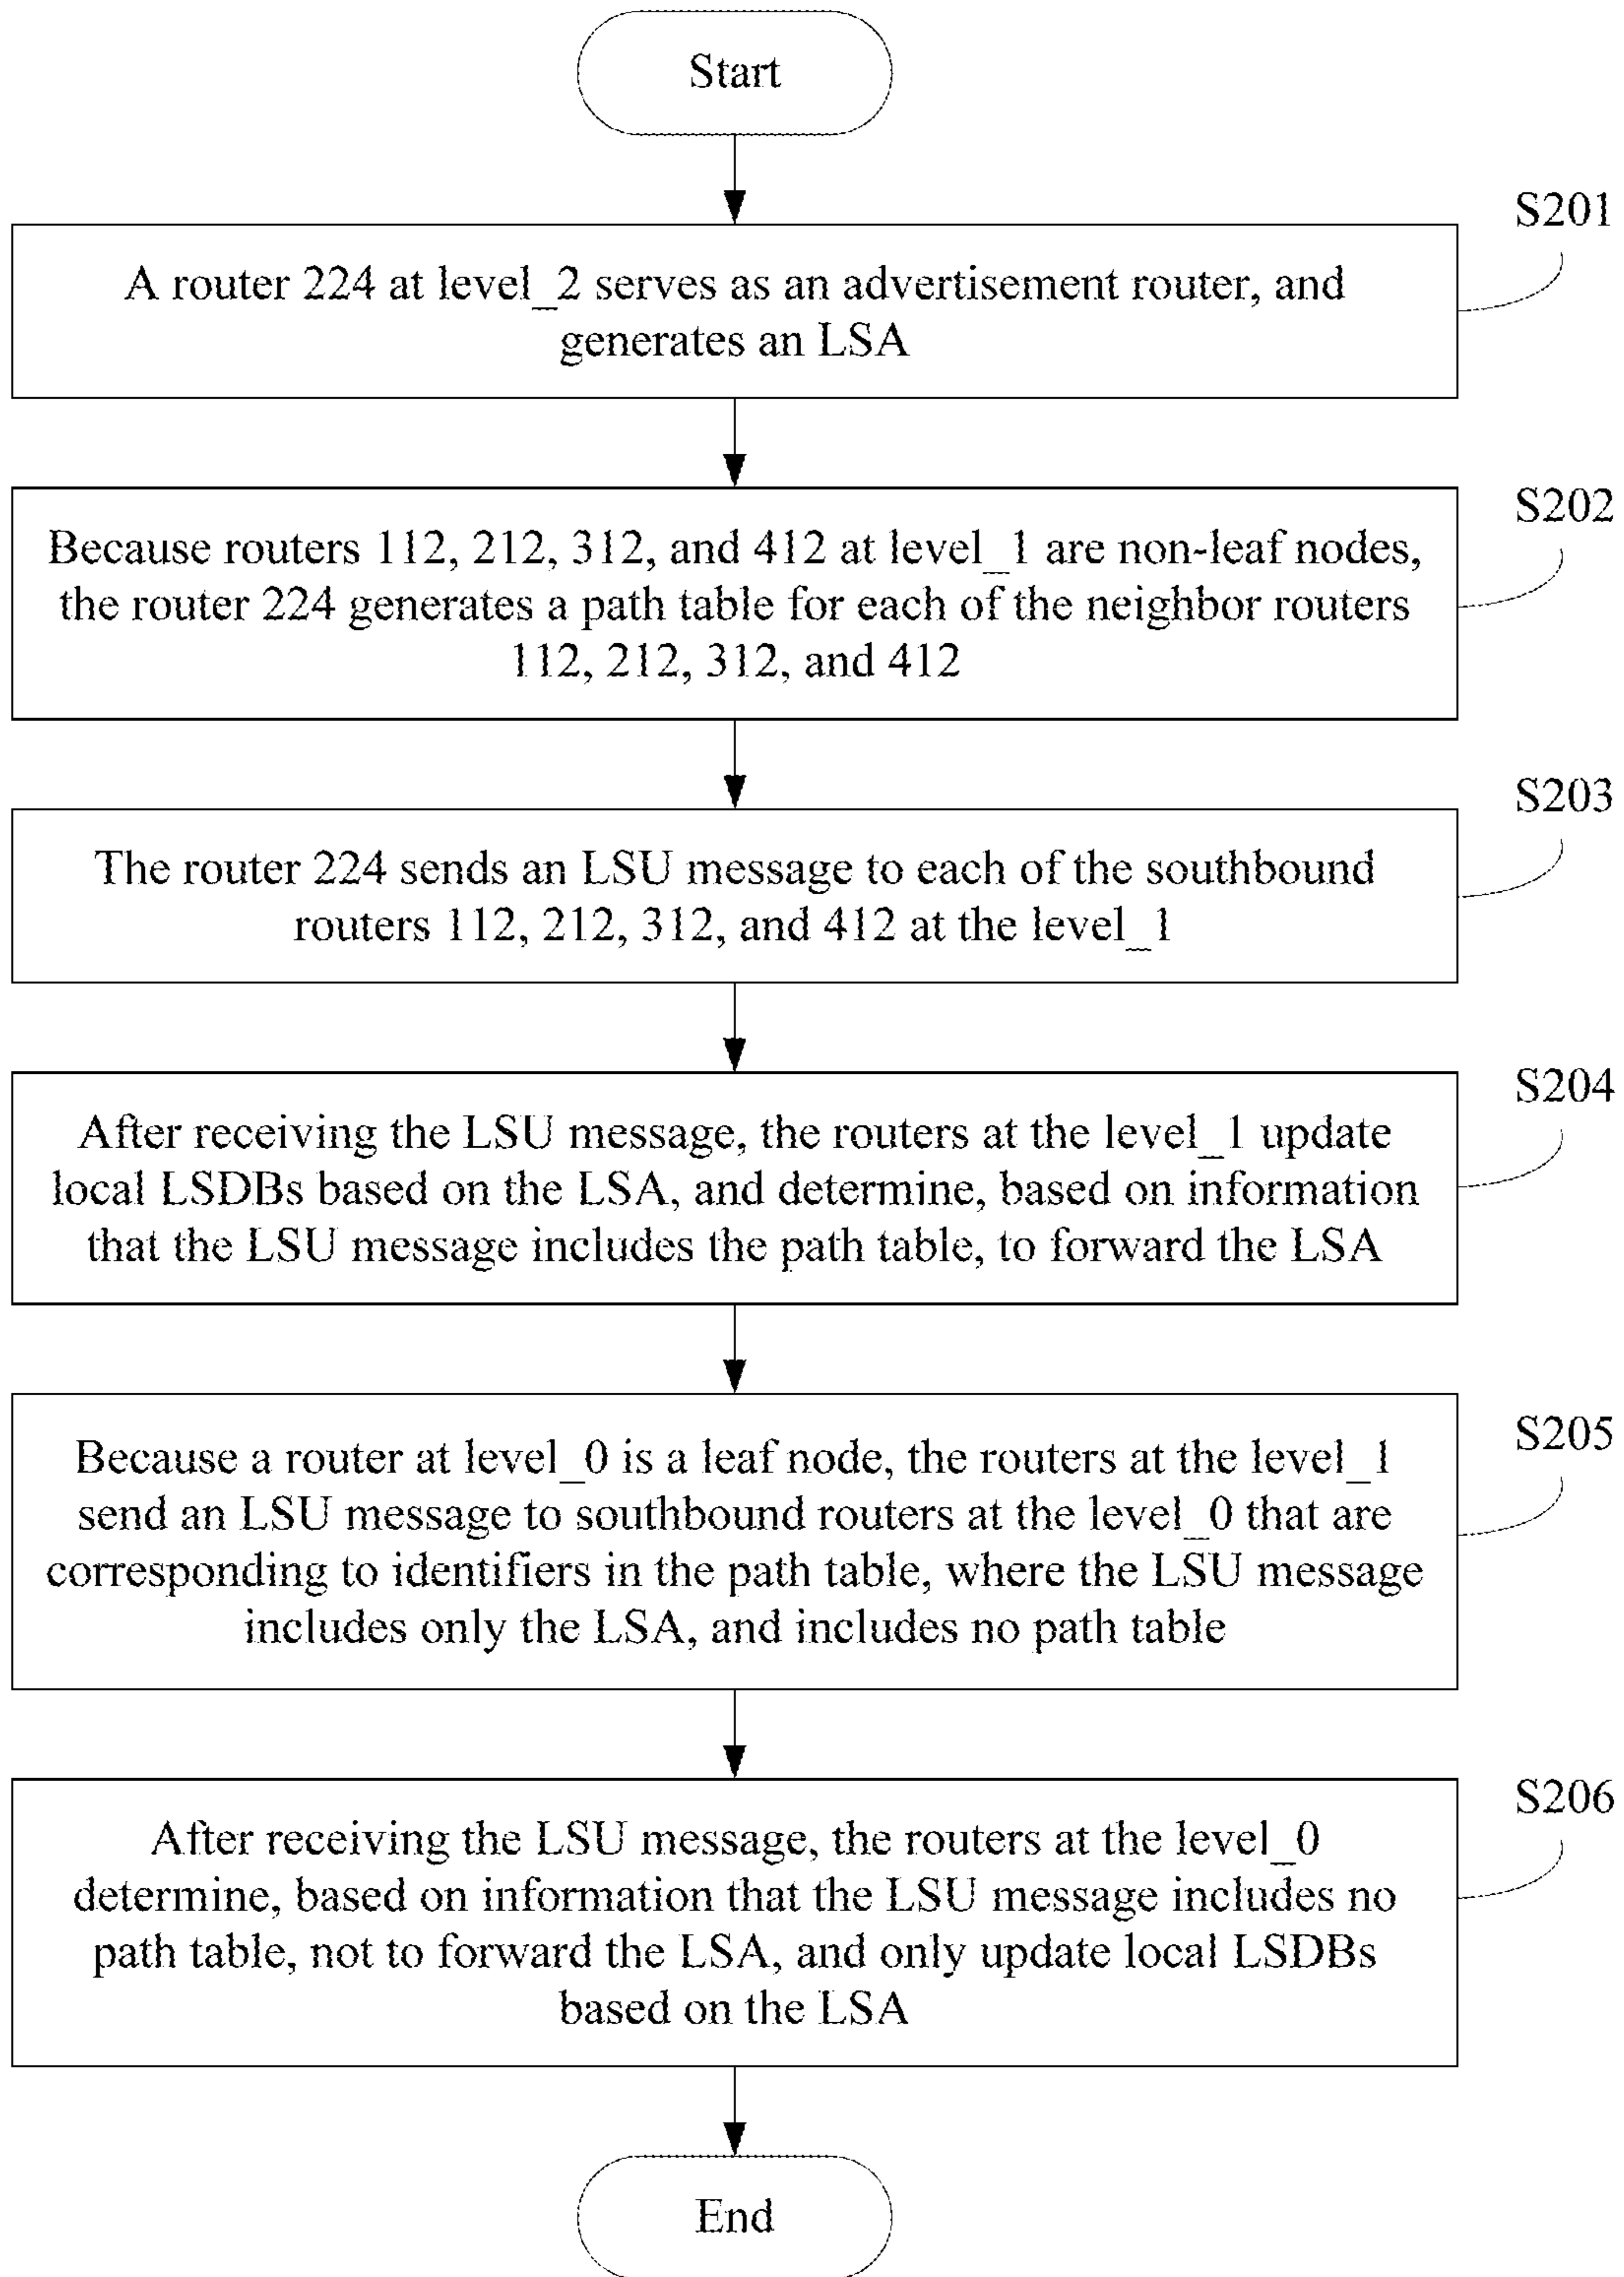 Start
S201
A router 224 at level_2 serves as an advertisement router, and
generates an LSA
S202
Because routers 112, 212, 312, and 412 at level_1 are non-leaf nodes,
the router 224 generates a path table for each of the neighbor routers
112, 212, 312, and 412
S203
The router 224 sends an LSU message to each of the southbound
routers 112, 212, 312, and 412 at the level_1
S204
After receiving the LSU message, the routers at the level_1 update
local LSDBs based on the LSA, and determine, based on information
that the LSU message includes the path table, to forward the LSA
S205
Because a router at level_0 is a leaf node, the routers at the level_1
send an LSU message to southbound routers at the level_0 that are
corresponding to identifiers in the path table, where the LSU message
includes only the LSA, and includes no path table
S206
After receiving the LSU message, the routers at the level_0
determine, based on information that the LSU message includes no
path table, not to forward the LSA, and only update local LSDBs
based on the LSA
End